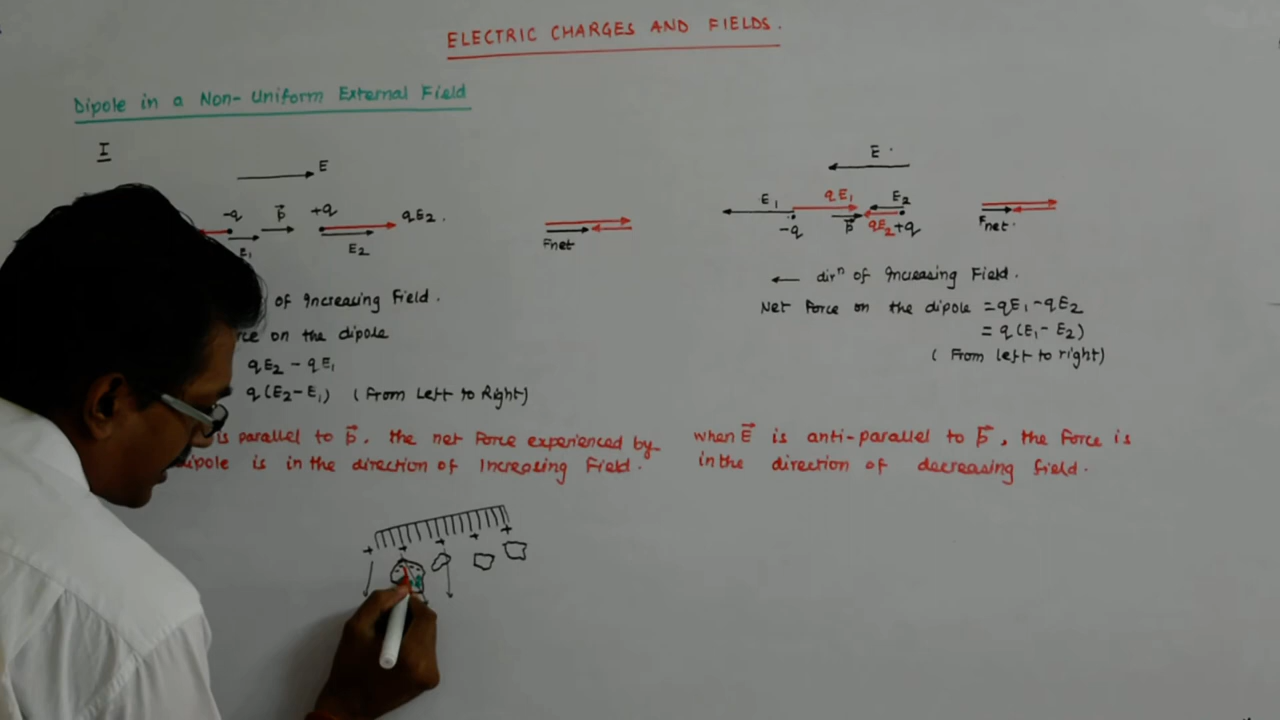 ELECTRIC CHARGES AND FIELDS.
Dipole in a Non-Uniform External Field
I
E
-q p⃗ +q qE2.
E1 E2
Fnet
of Increasing Field.
on the dipole
qE2 - qE1
q(E2-E1) (From Left to Right)
is parallel to p⃗, the net force experienced by
dipole is in the direction of Increasing Field.
+ + + + +
E
E1 qE1 E2
-q p⃗ qE2 +q
Fnet.
← dirⁿ of Increasing Field.
Net force on the dipole = qE1-qE2
= q(E1-E2)
(From left to right)
when E⃗ is anti-parallel to p⃗, the force is
in the direction of decreasing field.